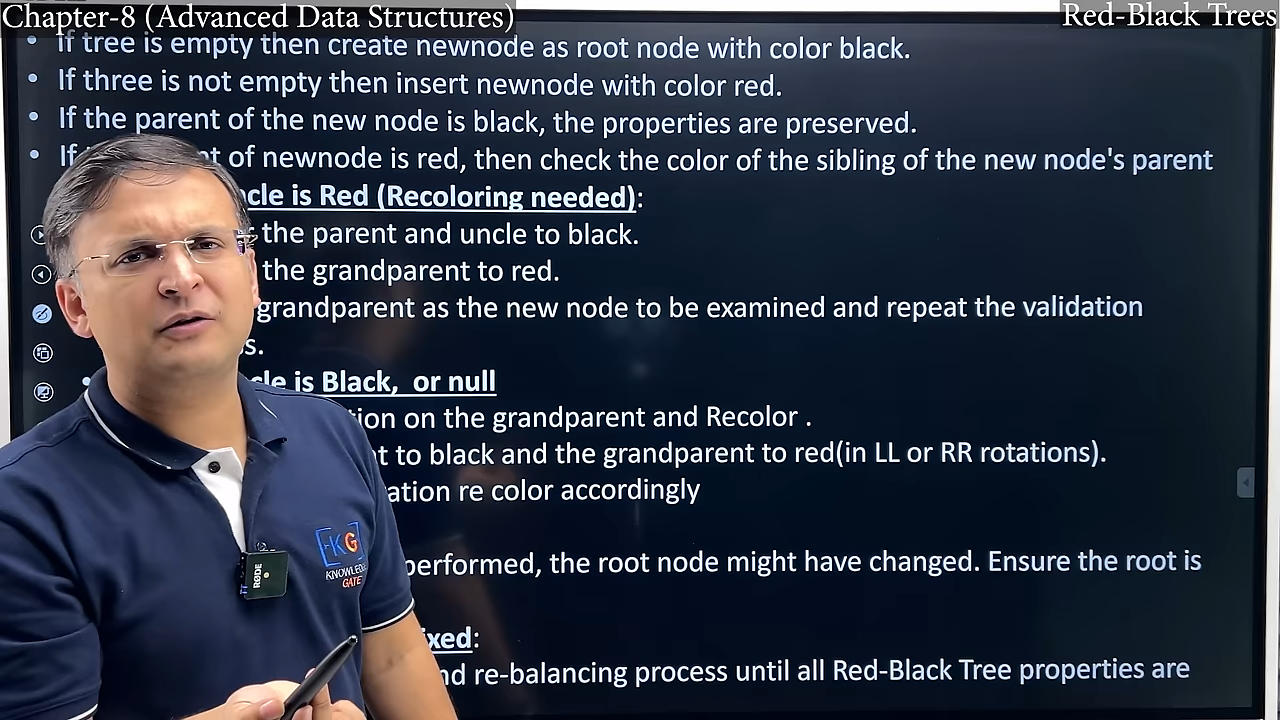 Chapter-8 (Advanced Data Structures)
Red-Black Trees
• If tree is empty then create newnode as root node with color black.
• If three is not empty then insert newnode with color red.
• If the parent of the new node is black, the properties are preserved.
• If of newnode is red, then check the color of the sibling of the new node's parent
is Red (Recoloring needed):
the parent and uncle to black.
the grandparent to red.
grandparent as the new node to be examined and repeat the validation
• is Black, or null
on the grandparent and Recolor .
to black and the grandparent to red(in LL or RR rotations).
re color accordingly
performed, the root node might have changed. Ensure the root is
re-balancing process until all Red-Black Tree properties are
KG
KNOWLEDGE
GATE
RØDE